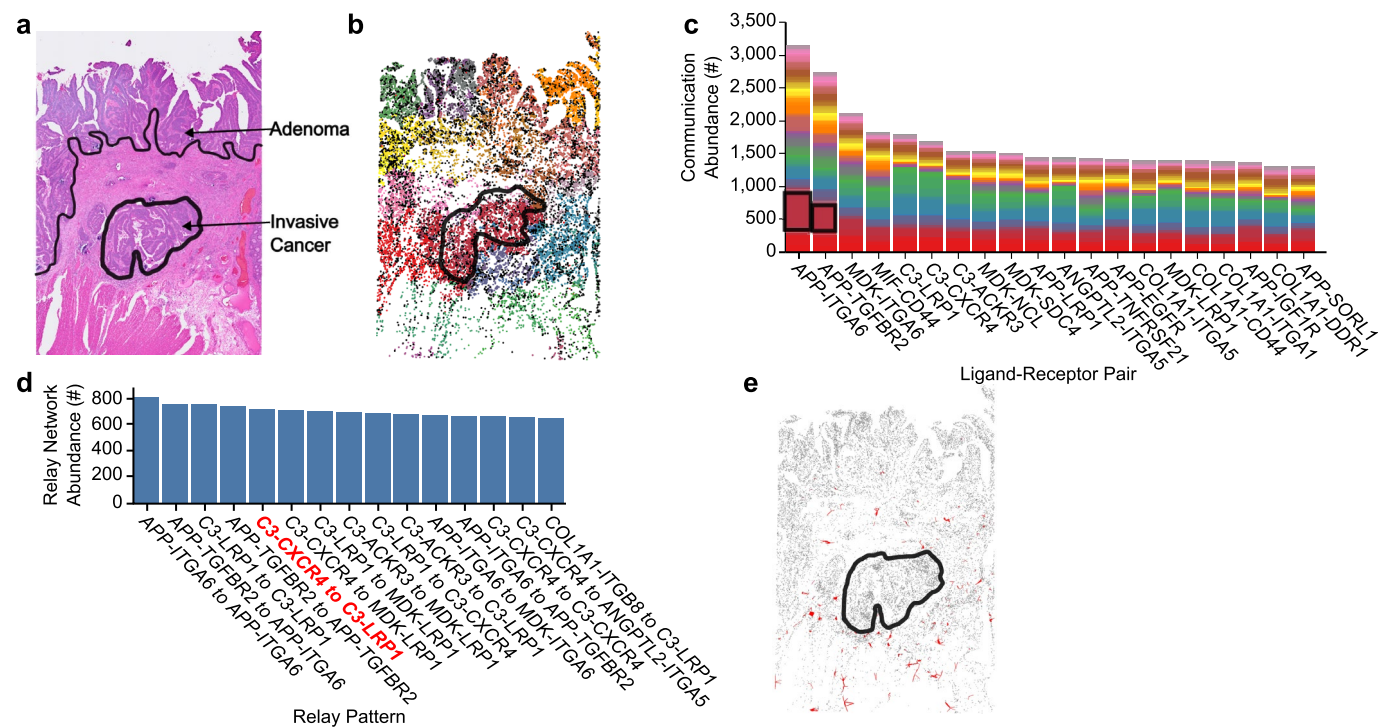 a
Adenoma
Invasive
Cancer
b
c
Communication
Abundance (#)
3,500
3,000
2,500
2,000
1,500
1,000
500
0
APP-ITGA6
APP-TGFBR2
MDK-ITGA6
MIF-CD44
C3-LRP1
C3-CXCR4
C3-ACKR3
MDK-NCL
MDK-SDC4
APP-LRP1
ANGPTL2-ITGA5
APP-TNFRSF21
APP-EGFR
COL1A1-ITGA5
MDK-LRP1
COL1A1-CD44
COL1A1-ITGA1
APP-IGF1R
COL1A1-DDR1
APP-SORL1
Ligand-Receptor Pair
d
Relay Network
Abundance (#)
800
600
400
200
0
APP-ITGA6 to APP-ITGA6
APP-TGFBR2 to APP-ITGA6
C3-LRP1 to C3-LRP1
APP-TGFBR2 to APP-TGFBR2
C3-CXCR4 to C3-LRP1
C3-CXCR4 to MDK-LRP1
C3-LRP1 to MDK-LRP1
C3-ACKR3 to MDK-LRP1
C3-LRP1 to C3-CXCR4
C3-ACKR3 to C3-LRP1
APP-ITGA6 to MDK-ITGA6
APP-ITGA6 to APP-TGFBR2
C3-CXCR4 to C3-CXCR4
C3-CXCR4 to ANGPTL2-ITGA5
COL1A1-ITGB8 to C3-LRP1
Relay Pattern
e